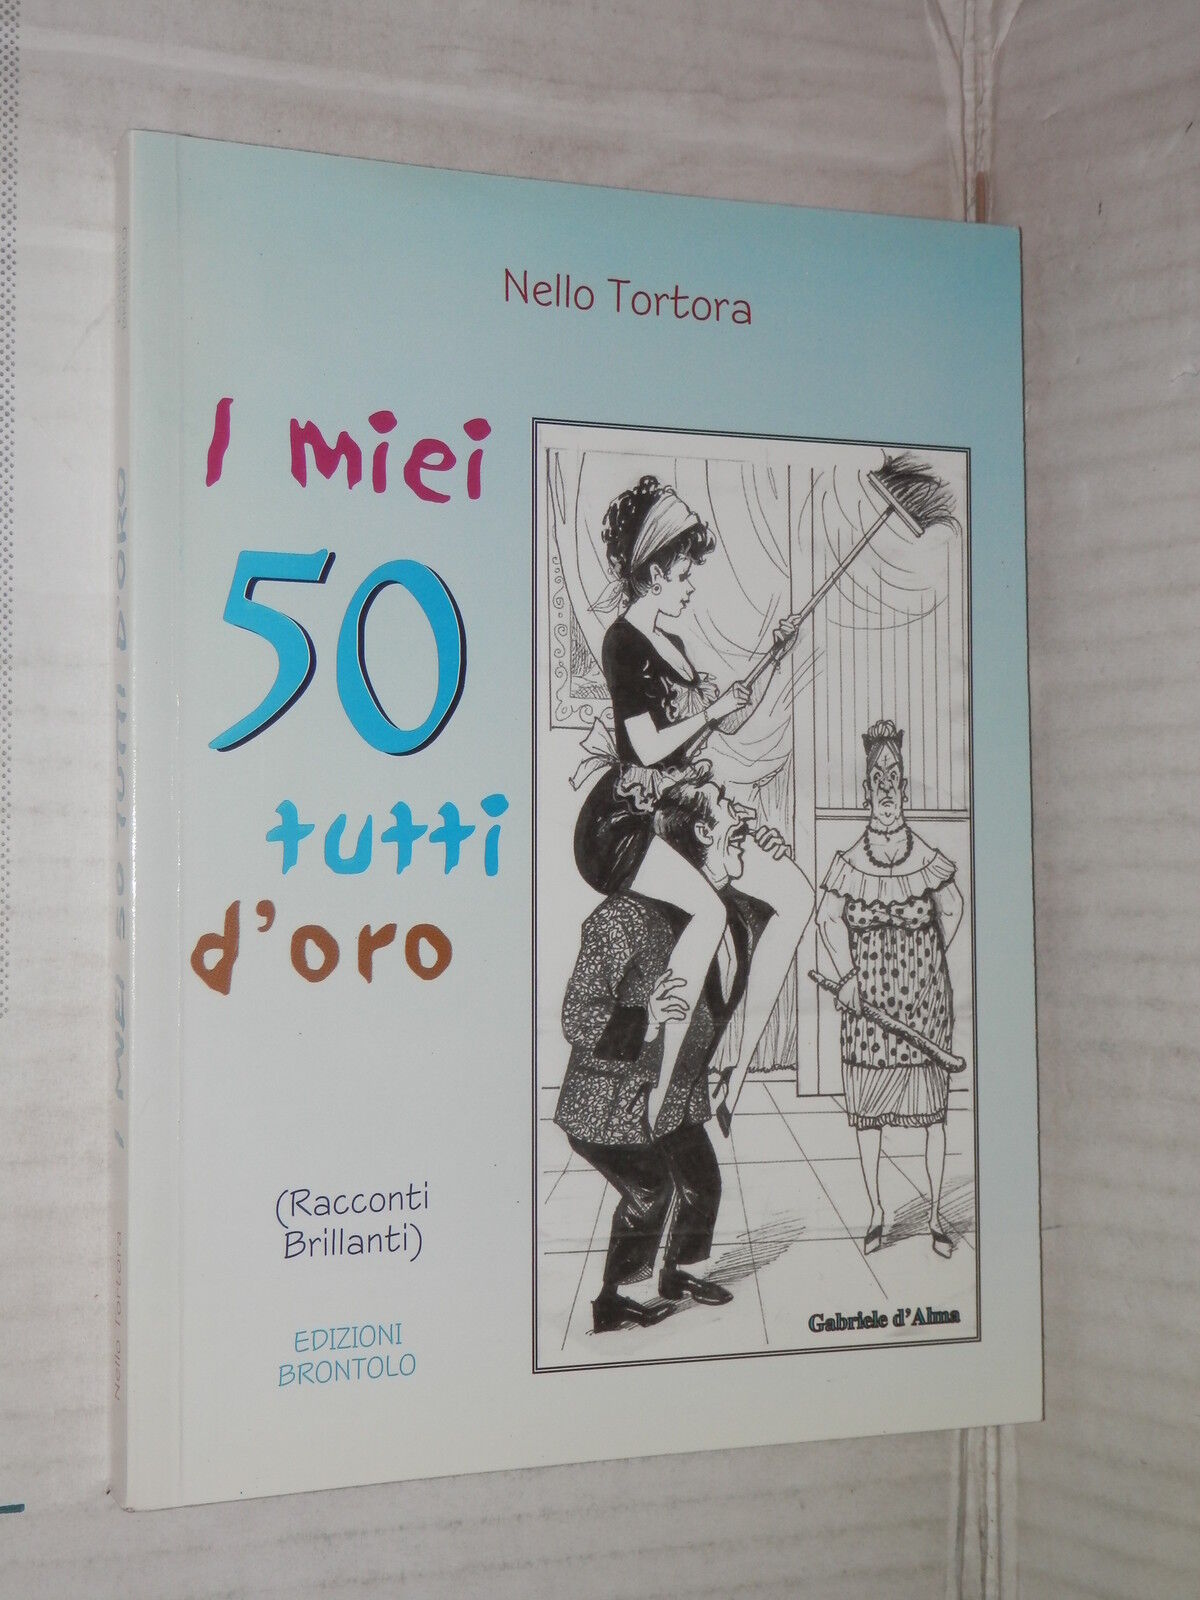 Nello Tortora
I miei
50
tutti
d'oro
(Racconti
Brillanti)
EDIZIONI
BRONTOLO
Gabriele d'Alma
Nello Tortora I MIEI 50 TUTTI D'ORO